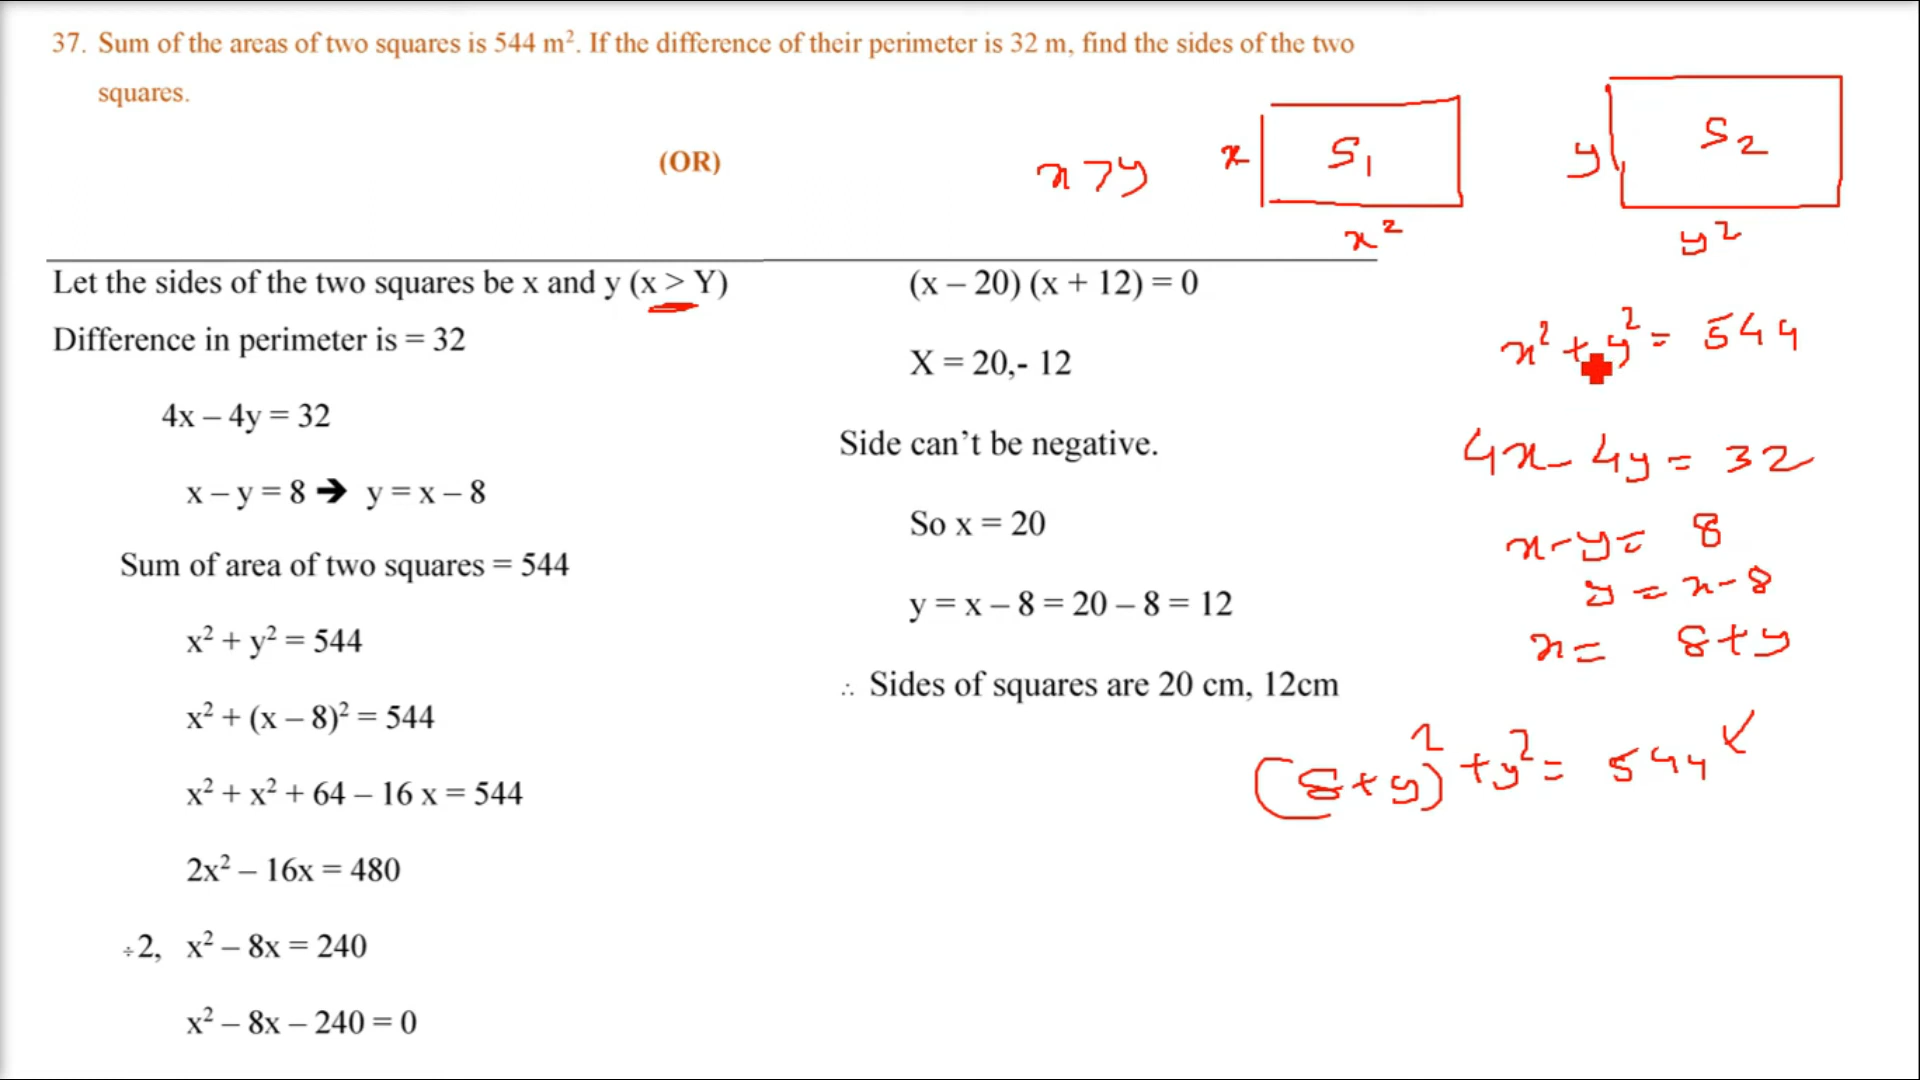 37. Sum of the areas of two squares is 544 m². If the difference of their perimeter is 32 m, find the sides of the two
squares.
(OR)
Let the sides of the two squares be x and y (x > Y)
Difference in perimeter is = 32
4x – 4y = 32
x – y = 8 ➔ y = x – 8
Sum of area of two squares = 544
x² + y² = 544
x² + (x – 8)² = 544
x² + x² + 64 – 16 x = 544
2x² – 16x = 480
÷2, x² – 8x = 240
x² – 8x – 240 = 0
(x – 20) (x + 12) = 0
X = 20,- 12
Side can't be negative.
So x = 20
y = x – 8 = 20 – 8 = 12
∴ Sides of squares are 20 cm, 12cm
x > y
x S1
x²
y S2
y²
x² + y² = 544
4x - 4y = 32
x - y = 8
y = x - 8
x = 8 + y
(8 + y)² + y² = 544